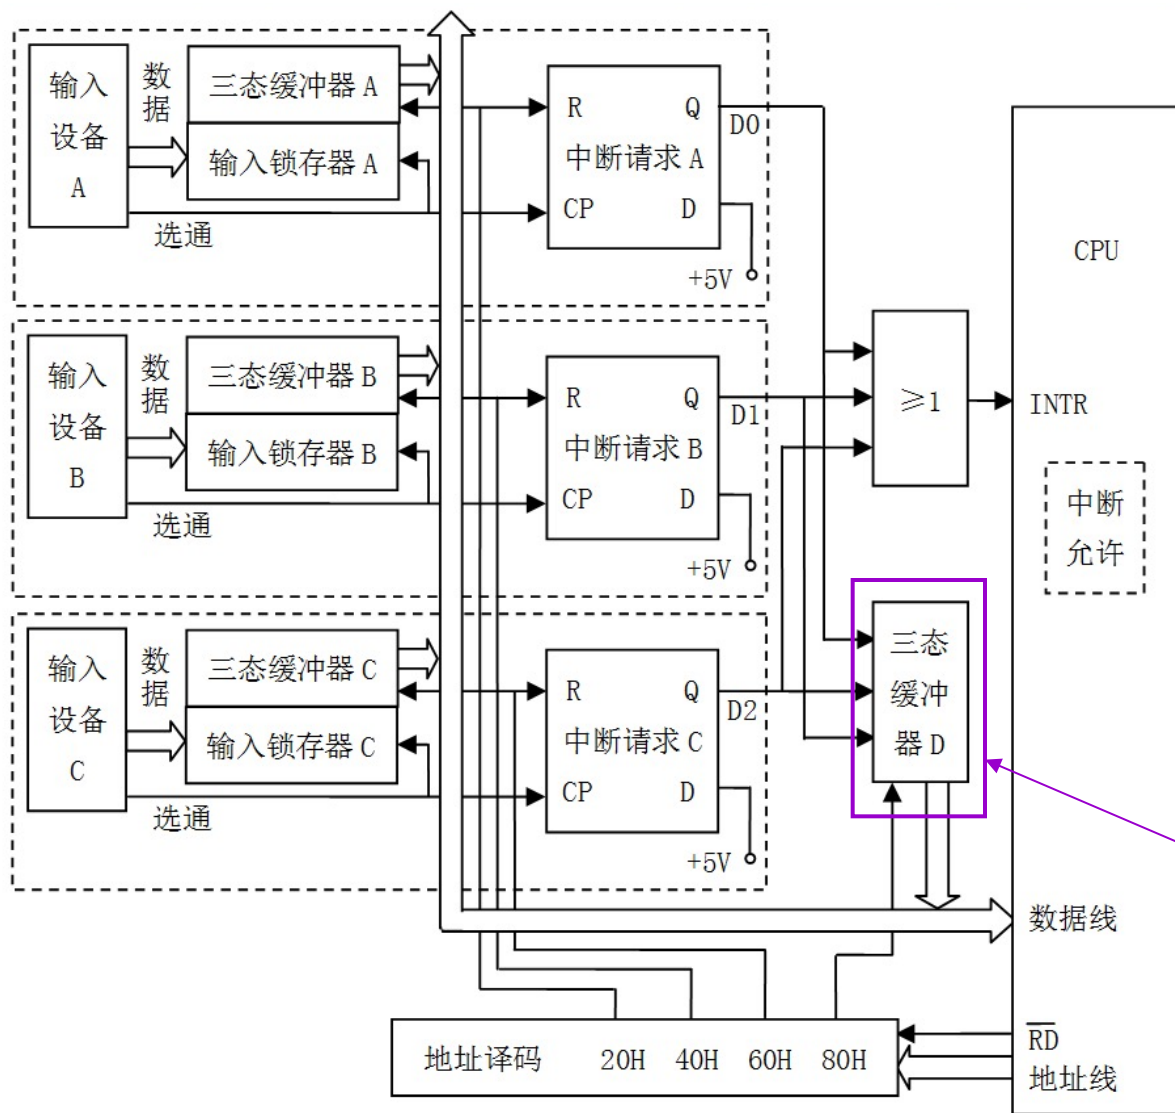 输入
设备
A
数据
三态缓冲器 A
输入锁存器 A
选通
R Q
中断请求 A
CP D
D0
+5V
输入
设备
B
数据
三态缓冲器 B
输入锁存器 B
选通
R Q
中断请求 B
CP D
D1
+5V
输入
设备
C
数据
三态缓冲器 C
输入锁存器 C
选通
R Q
中断请求 C
CP D
D2
+5V
≥1
三态
缓冲
器 D
CPU
INTR
中断
允许
数据线
R̅D̅
地址线
地址译码 20H 40H 60H 80H